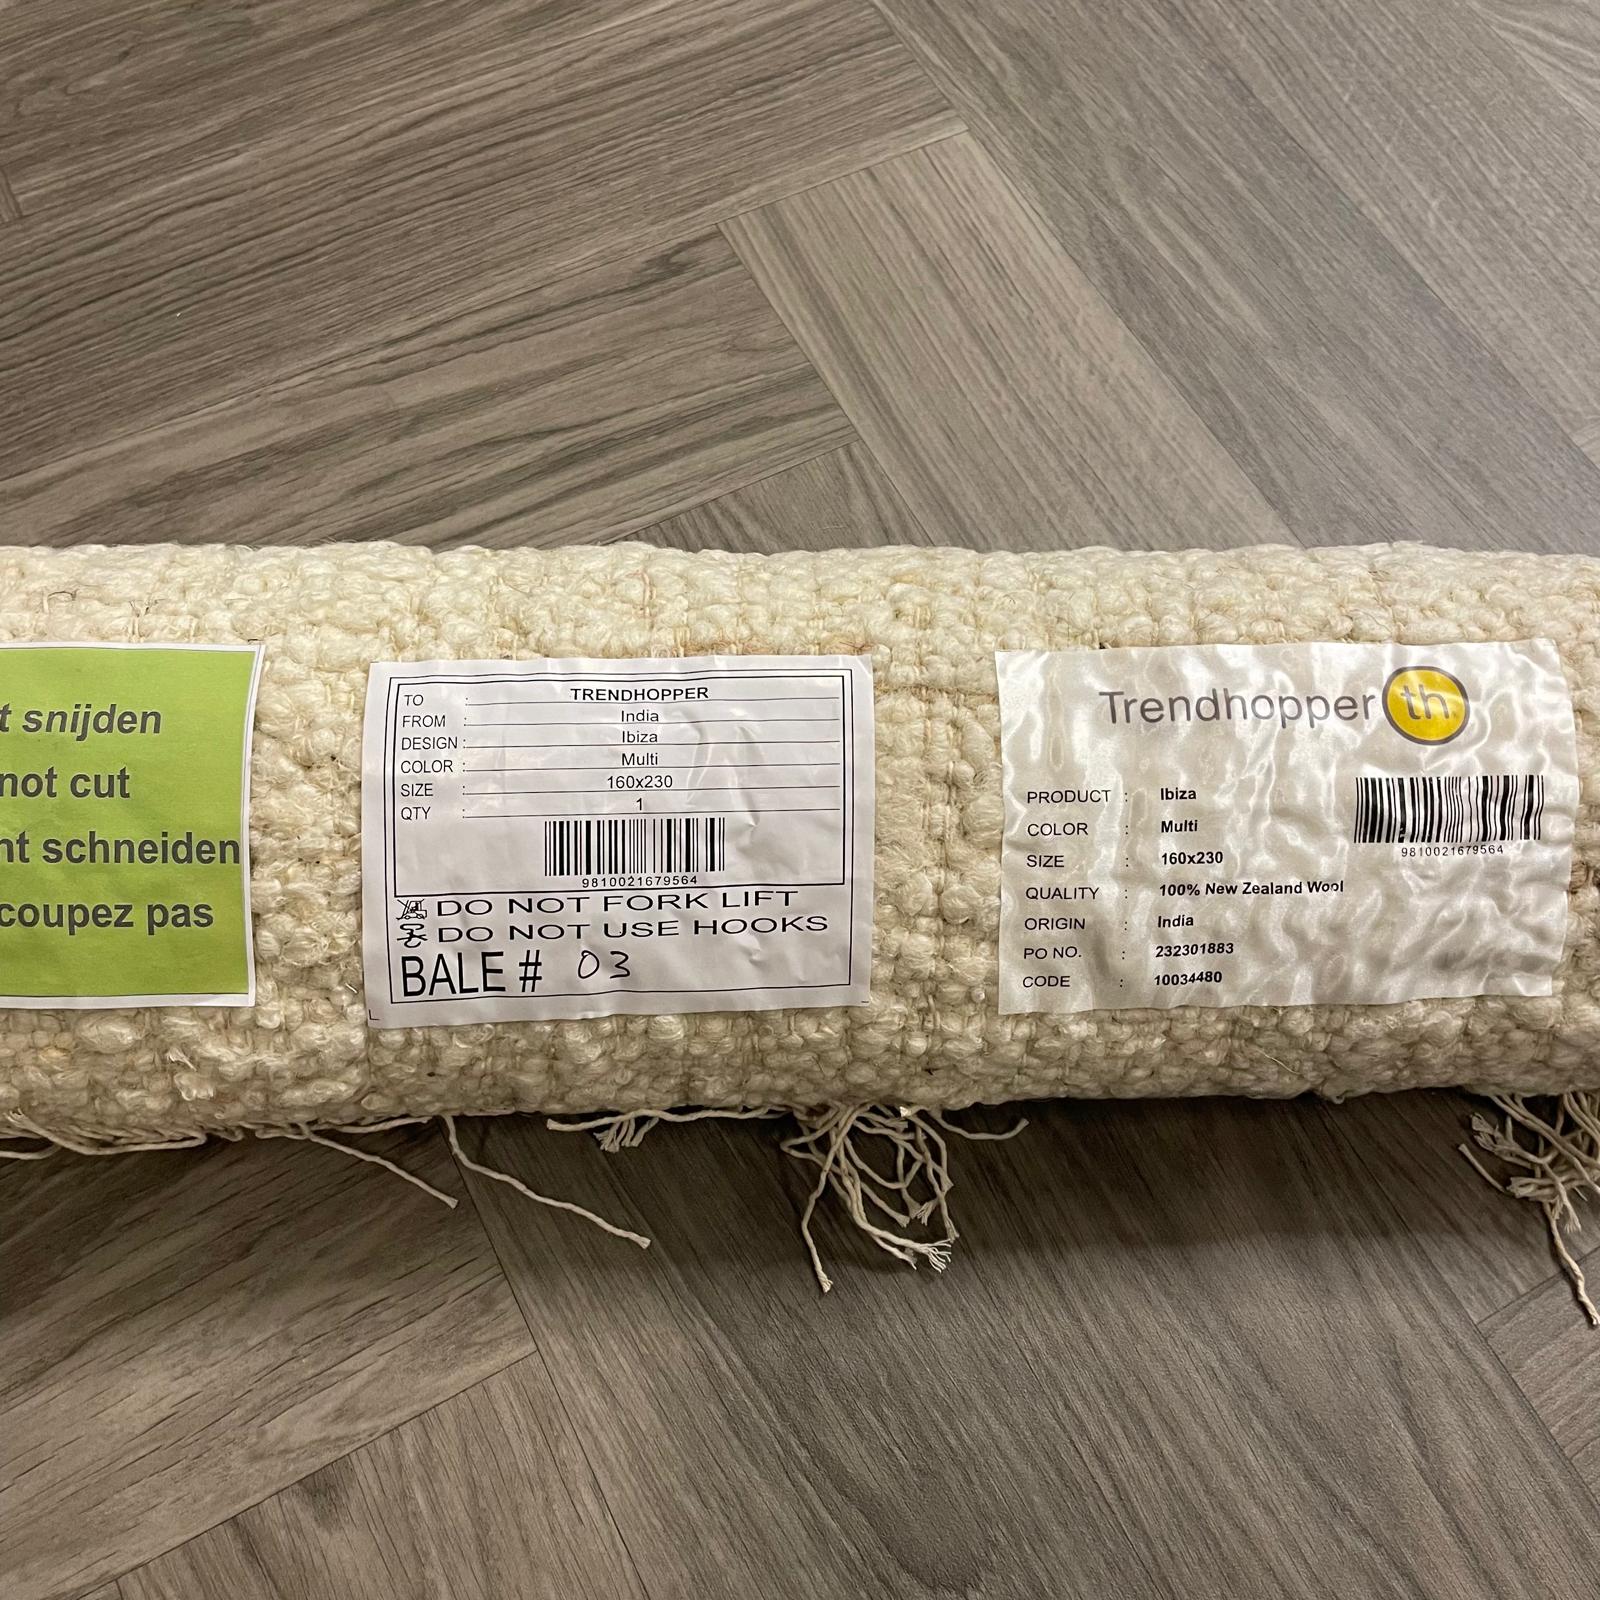 t snijden
not cut
nt schneiden
coupez pas
TO : TRENDHOPPER
FROM : India
DESIGN : Ibiza
COLOR : Multi
SIZE : 160x230
QTY : 1
9810021679564
DO NOT FORK LIFT
DO NOT USE HOOKS
BALE # 03
Trendhopper th.
PRODUCT : Ibiza
COLOR : Multi
SIZE : 160x230
QUALITY : 100% New Zealand Wool
ORIGIN : India
PO NO. : 232301883
CODE : 10034480
9810021679564